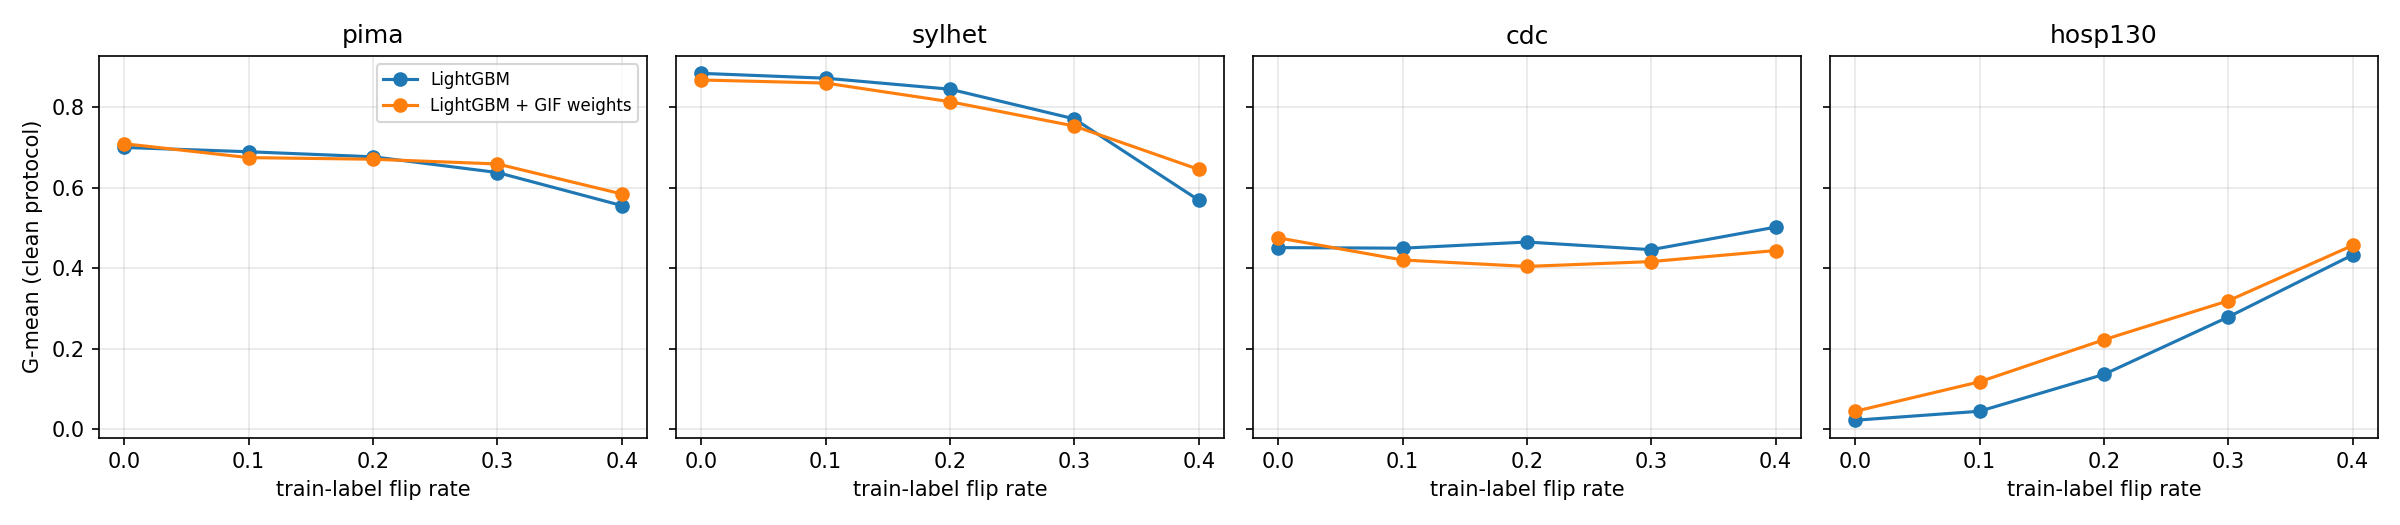 pima
sylhet
cdc
hosp130
LightGBM
LightGBM + GIF weights
G-mean (clean protocol)
0.8
0.6
0.4
0.2
0.0
0.0 0.1 0.2 0.3 0.4
0.0 0.1 0.2 0.3 0.4
0.0 0.1 0.2 0.3 0.4
0.0 0.1 0.2 0.3 0.4
train-label flip rate
train-label flip rate
train-label flip rate
train-label flip rate